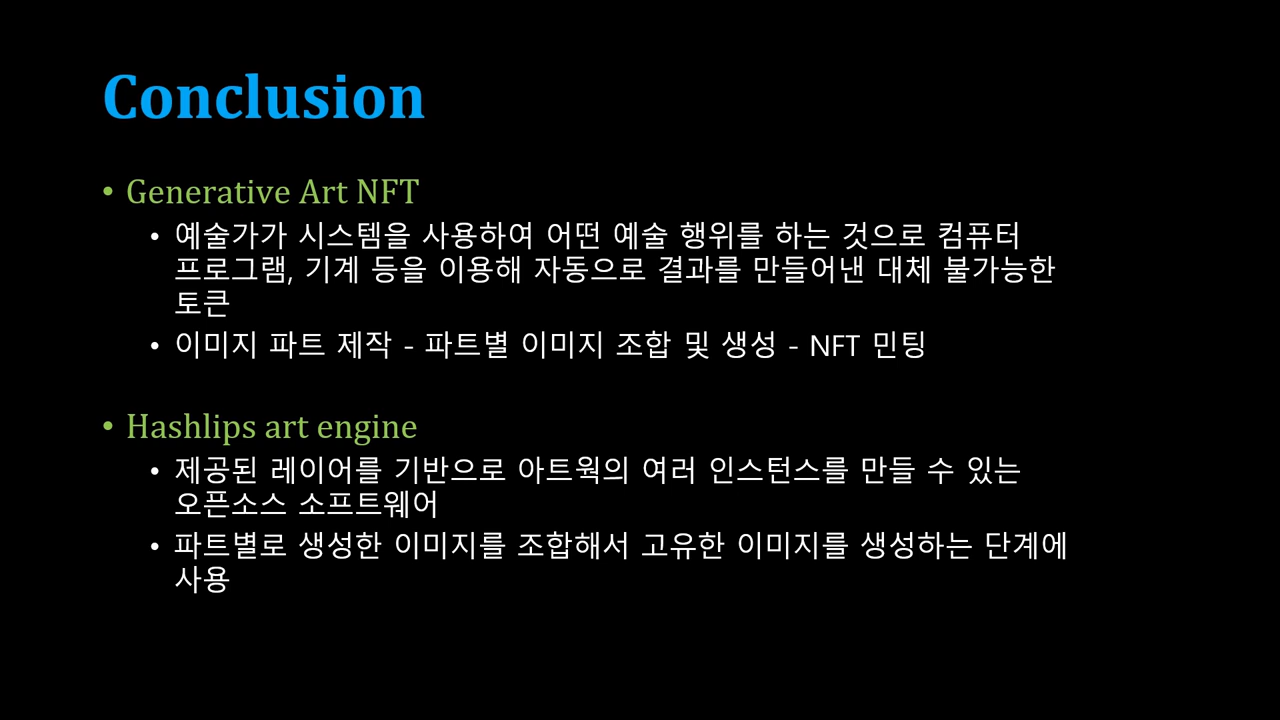 Conclusion
• Generative Art NFT
• 예술가가 시스템을 사용하여 어떤 예술 행위를 하는 것으로 컴퓨터
프로그램, 기계 등을 이용해 자동으로 결과를 만들어낸 대체 불가능한
토큰
• 이미지 파트 제작 - 파트별 이미지 조합 및 생성 - NFT 민팅
• Hashlips art engine
• 제공된 레이어를 기반으로 아트웍의 여러 인스턴스를 만들 수 있는
오픈소스 소프트웨어
• 파트별로 생성한 이미지를 조합해서 고유한 이미지를 생성하는 단계에
사용